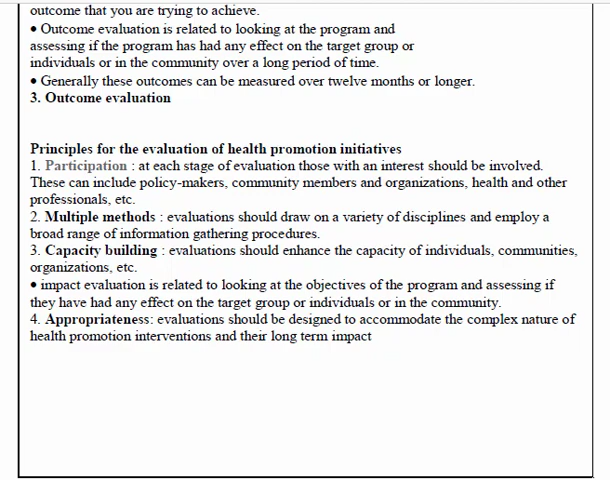 outcome that you are trying to achieve.
• Outcome evaluation is related to looking at the program and
assessing if the program has had any effect on the target group or
individuals or in the community over a long period of time.
• Generally these outcomes can be measured over twelve months or longer.
3. Outcome evaluation
Principles for the evaluation of health promotion initiatives
1. Participation : at each stage of evaluation those with an interest should be involved.
These can include policy-makers, community members and organizations, health and other
professionals, etc.
2. Multiple methods : evaluations should draw on a variety of disciplines and employ a
broad range of information gathering procedures.
3. Capacity building : evaluations should enhance the capacity of individuals, communities,
organizations, etc.
• impact evaluation is related to looking at the objectives of the program and assessing if
they have had any effect on the target group or individuals or in the community.
4. Appropriateness: evaluations should be designed to accommodate the complex nature of
health promotion interventions and their long term impact